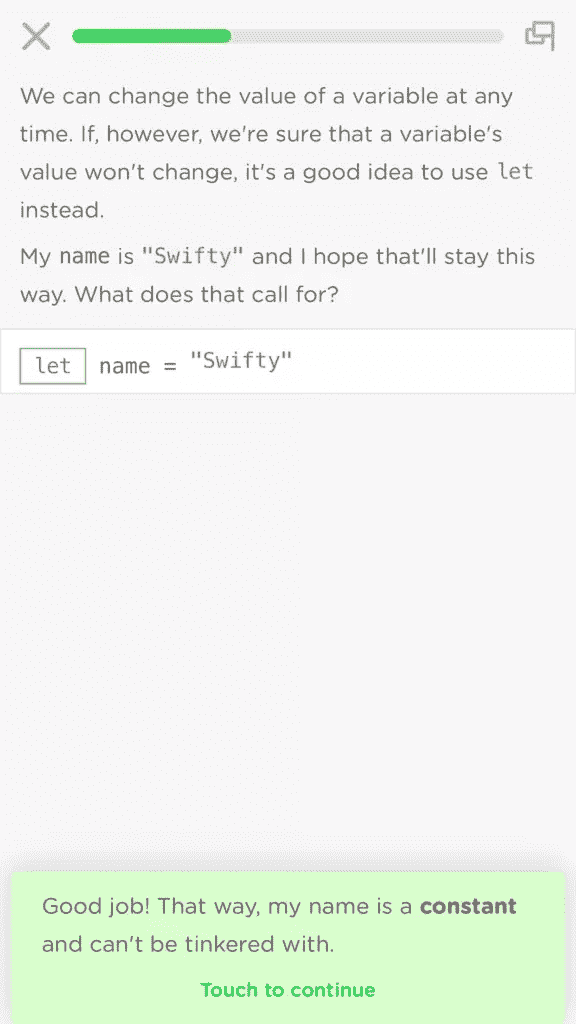 We can change the value of a variable at any
time. If, however, we're sure that a variable's
value won't change, it's a good idea to use let
instead.
My name is "Swifty" and I hope that'll stay this
way. What does that call for?
let name = "Swifty"
Good job! That way, my name is a constant
and can't be tinkered with.
Touch to continue